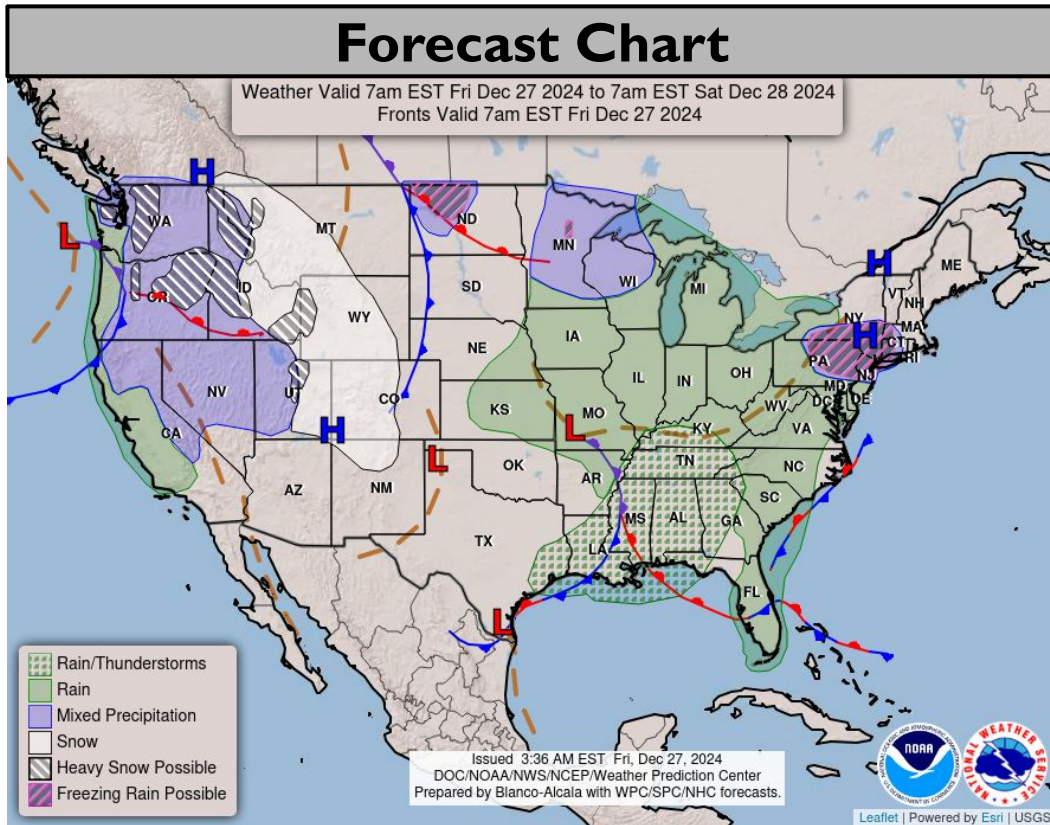 Forecast Chart
Weather Valid 7am EST Fri Dec 27 2024 to 7am EST Sat Dec 28 2024
Fronts Valid 7am EST Fri Dec 27 2024
H
WA
MT
ND
MN
L
H
ME
OR
ID
SD
WI
MI
VT
NH
NY
MA
WY
H
CT
RI
IA
PA
NJ
NE
OH
MD
DE
DC
NV
UT
CO
IL
IN
WV
KS
MO
KY
VA
CA
H
L
L
TN
NC
OK
AR
AZ
NM
SC
MS
AL
GA
TX
LA
FL
L
Rain/Thunderstorms
Rain
Mixed Precipitation
Snow
Heavy Snow Possible
Freezing Rain Possible
Issued 3:36 AM EST Fri, Dec 27, 2024
DOC/NOAA/NWS/NCEP/Weather Prediction Center
Prepared by Blanco-Alcala with WPC/SPC/NHC forecasts.
NOAA
NATIONAL WEATHER SERVICE
Leaflet | Powered by Esri | USGS